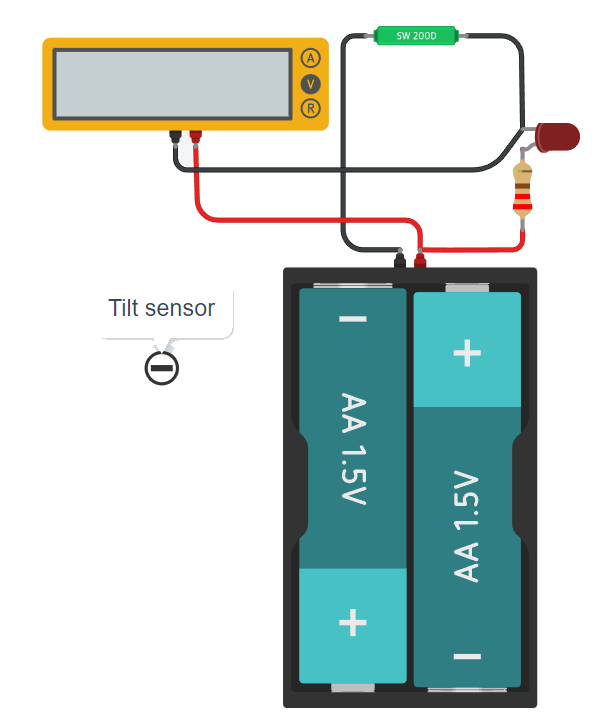 SW 200D
A
V
R
Tilt sensor
AA 1.5V
AA 1.5V